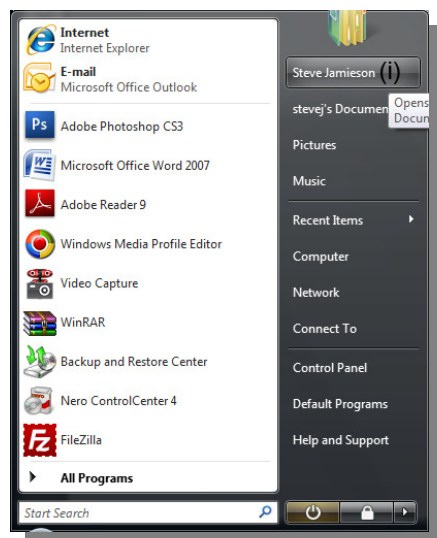 Internet
Internet Explorer
E-mail
Microsoft Office Outlook
Ps Adobe Photoshop CS3
Microsoft Office Word 2007
Adobe Reader 9
Windows Media Profile Editor
Video Capture
WinRAR
Backup and Restore Center
Nero ControlCenter 4
FileZilla
All Programs
Start Search
Steve Jamieson (i)
stevej's Documen
Opens
Docum
Pictures
Music
Recent Items
Computer
Network
Connect To
Control Panel
Default Programs
Help and Support